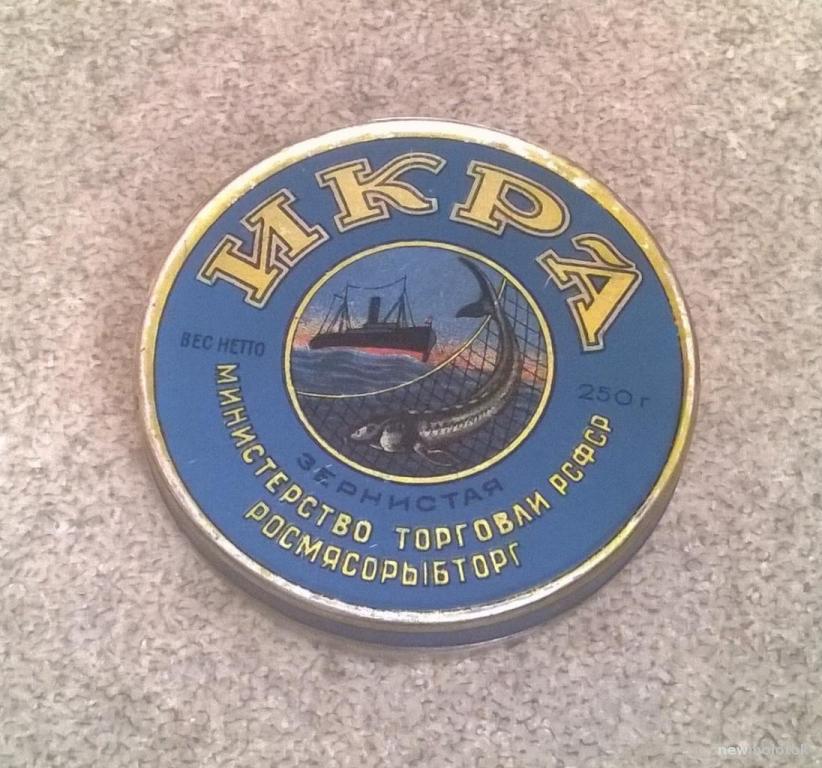 ИКРА
ВЕС НЕТТО
250 г
ЗЕРНИСТАЯ
МИНИСТЕРСТВО ТОРГОВЛИ РСФСР
РОСМЯСОРЫБТОРГ